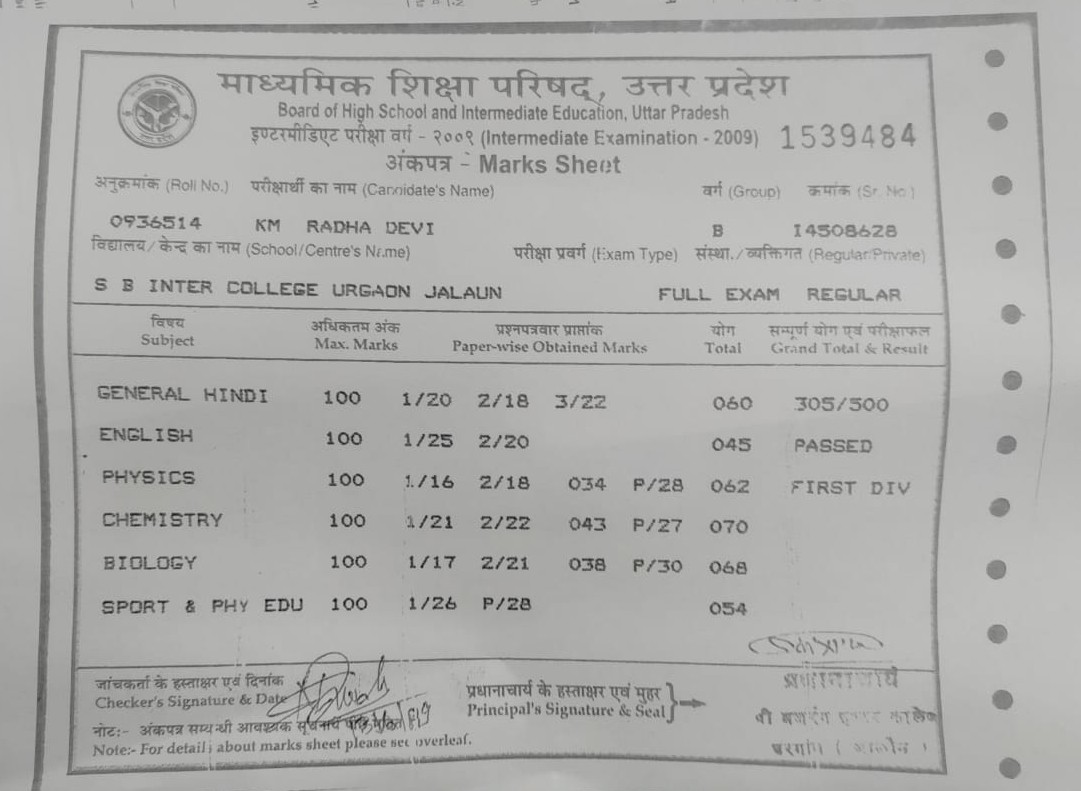 माध्यमिक शिक्षा परिषद्, उत्तर प्रदेश
Board of High School and Intermediate Education, Uttar Pradesh
इण्टरमीडिएट परीक्षा वर्ग - २००९ (Intermediate Examination - 2009) 1539484
अंकपत्र - Marks Sheet
अनुक्रमांक (Roll No.) परीक्षार्थी का नाम (Candidate's Name) वर्ग (Group) क्रमांक (Sr. No.)
0936514 KM RADHA DEVI B 14508628
विद्यालय/केन्द्र का नाम (School/Centre's Name) परीक्षा प्रवर्ग (Exam Type) संस्था./व्यक्तिगत (Regular/Private)
S B INTER COLLEGE URGAON JALAUN FULL EXAM REGULAR
विषय अधिकतम अंक प्रश्नपत्रवार प्राप्तांक योग सम्पूर्ण योग एवं परीक्षाफल
Subject Max. Marks Paper-wise Obtained Marks Total Grand Total & Result
GENERAL HINDI 100 1/20 2/18 3/22 060 305/500
ENGLISH 100 1/25 2/20 045 PASSED
PHYSICS 100 1/16 2/18 034 P/28 062 FIRST DIV
CHEMISTRY 100 1/21 2/22 043 P/27 070
BIOLOGY 100 1/17 2/21 038 P/30 068
SPORT & PHY EDU 100 1/26 P/28 054
जांचकर्ता के हस्ताक्षर एवं दिनांक
Checker's Signature & Date
प्रधानाचार्य के हस्ताक्षर एवं मुहर
Principal's Signature & Seal
प्रधानाचार्य
नोट:- अंकपत्र सम्बन्धी आवश्यक
Note:- For details about marks sheet please see overleaf.